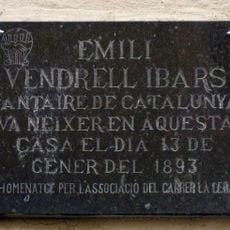 EMILI
VENDRELL IBARS
CANTAIRE DE CATALUNYA
VA NEIXER EN AQUESTA
CASA EL DIA 13 DE
GENER DEL 1893
HOMENATGE PER L'ASSOCIACIÓ DEL CARRER LA CERA